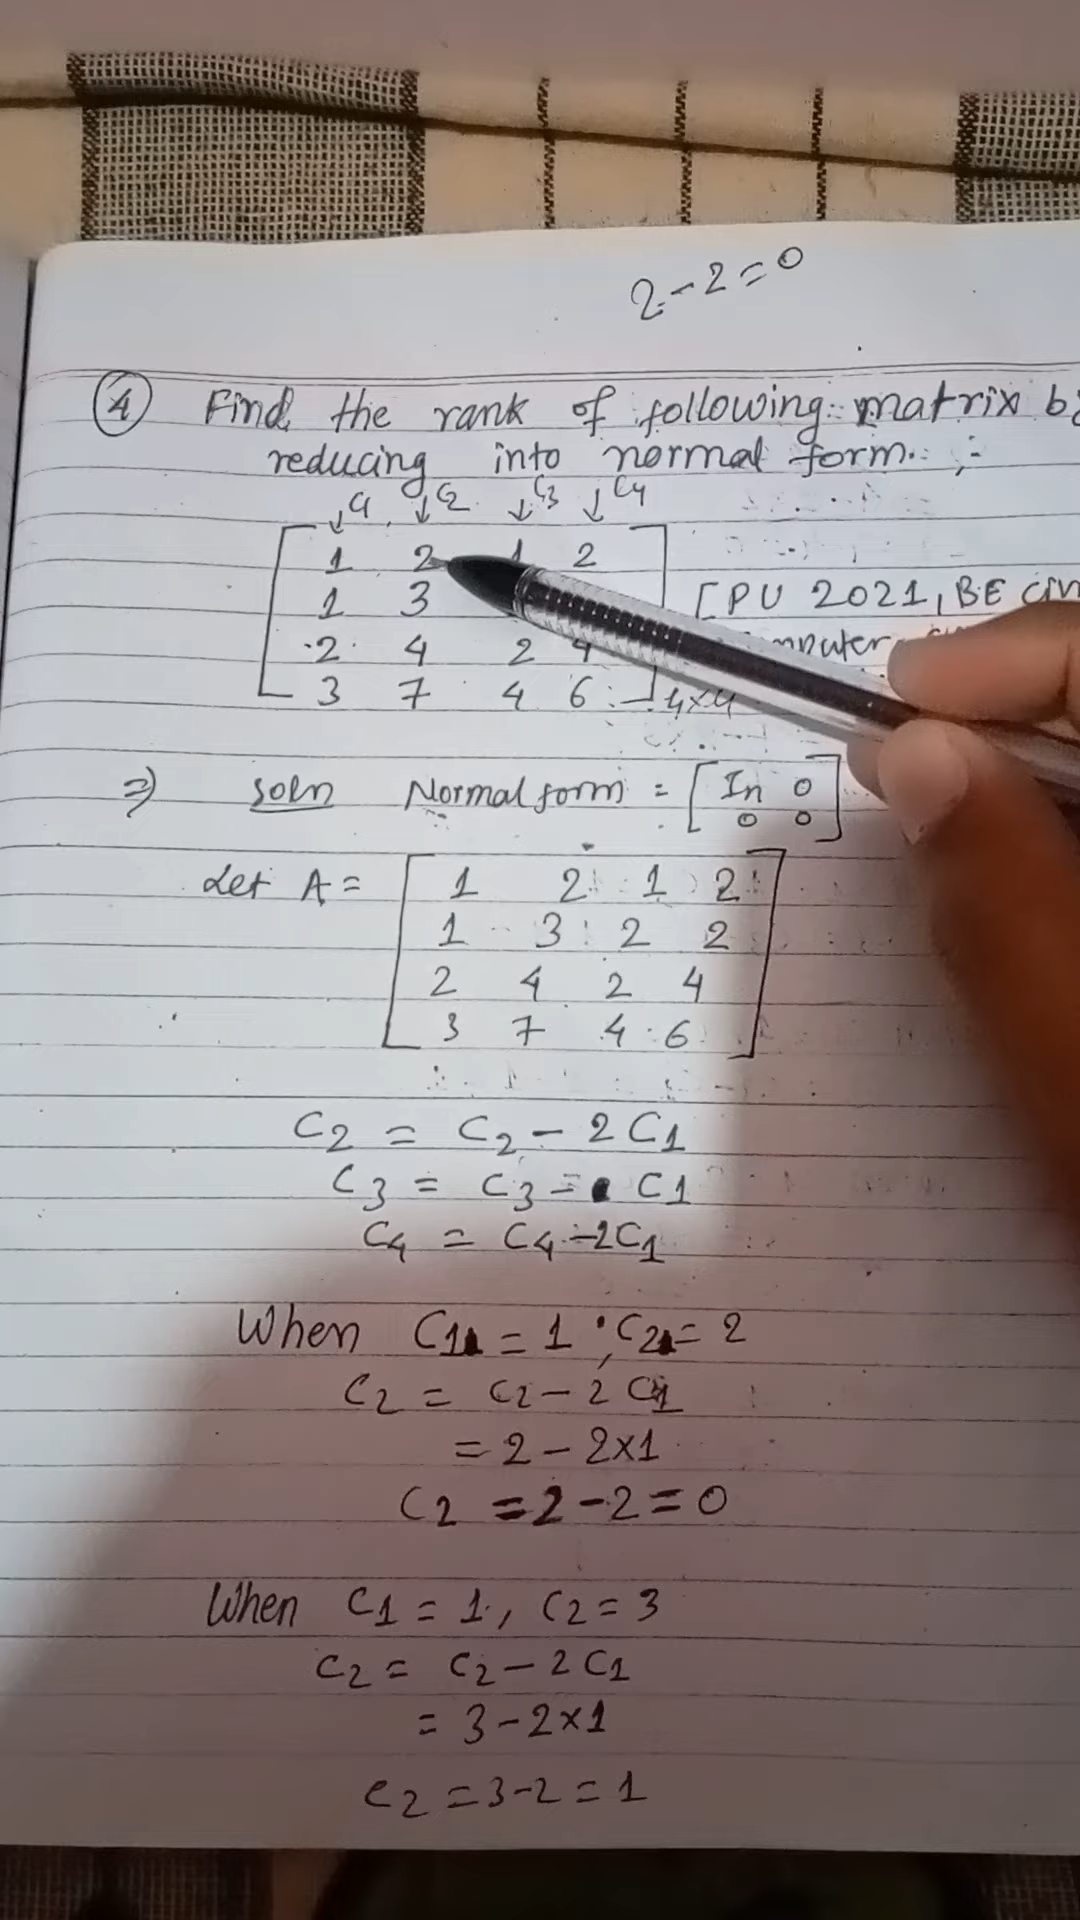 2-2=0
④ Find the rank of following matrix
reducing into normal form. :-
C1 C2 C3 C4
1 2 1 2
1 3
2 4 2 4
3 7 4 6 4×4
[PU 2021, BE
⇒ Soln Normal form = [In 0
0 0]
Let A = 1 2 1 2
1 3 2 2
2 4 2 4
3 7 4 6
C2 = C2 - 2C1
C3 = C3 - C1
C4 = C4 - 2C1
When C1 = 1, C2 = 2
C2 = C2 - 2C1
= 2 - 2×1
C2 = 2 - 2 = 0
When C1 = 1, C2 = 3
C2 = C2 - 2C1
= 3 - 2×1
C2 = 3 - 2 = 1